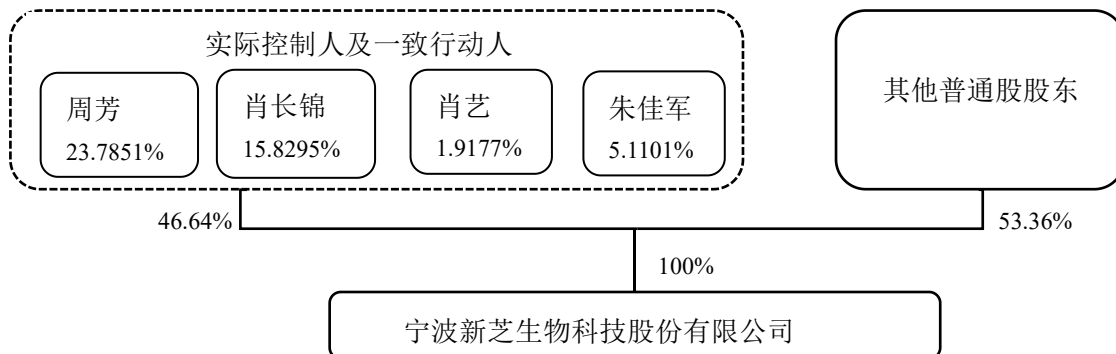 实际控制人及一致行动人
周芳
23.7851%
肖长锦
15.8295%
肖艺
1.9177%
朱佳军
5.1101%
其他普通股股东
46.64%
53.36%
100%
宁波新芝生物科技股份有限公司